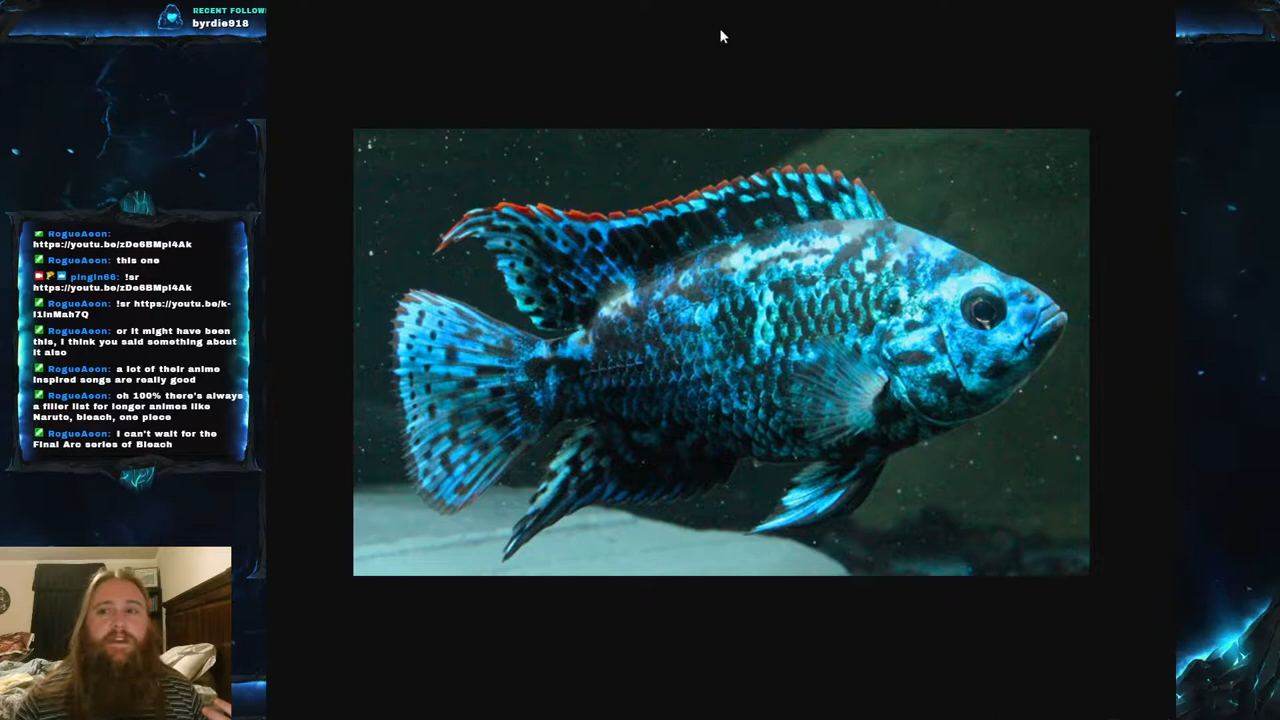 RECENT FOLLOW
byrdie918
RogueAeon:
https://youtu.be/zDe6BMpl4Ak
RogueAeon: this one
pingin66: !sr
https://youtu.be/zDe6BMpl4Ak
RogueAeon: !sr https://youtu.be/k-
RogueAeon: or it might have been
this, I think you said something about
it also
RogueAeon: a lot of their anime
inspired songs are really good
RogueAeon: oh 100% there's always
a filler list for longer animes like
Naruto, bleach, one piece
RogueAeon: I can't wait for the
Final Arc series of Bleach